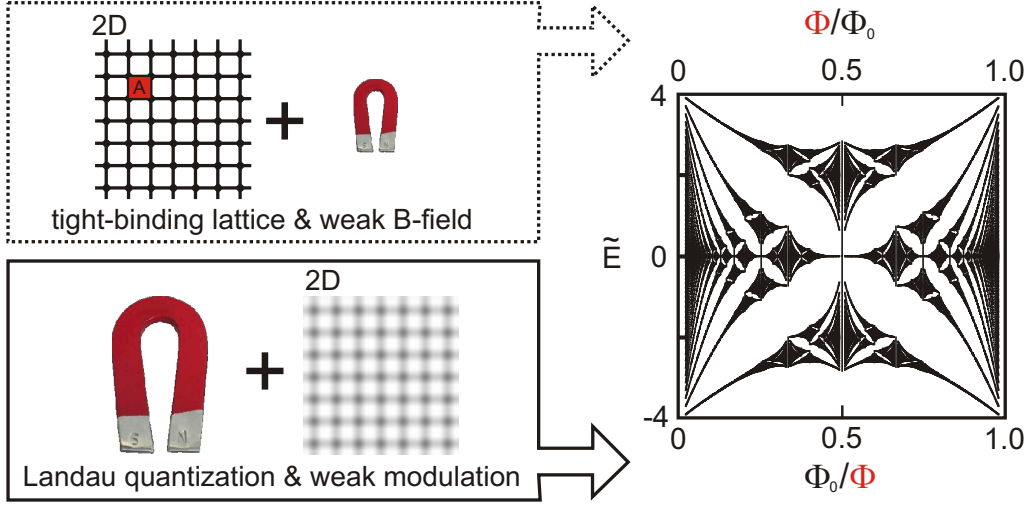 2D
A
+
tight-binding lattice & weak B-field
2D
+
S N
Landau quantization & weak modulation
Φ/Φ₀
0 0.5 1.0
4
Ẽ 0
-4
0 0.5 1.0
Φ₀/Φ